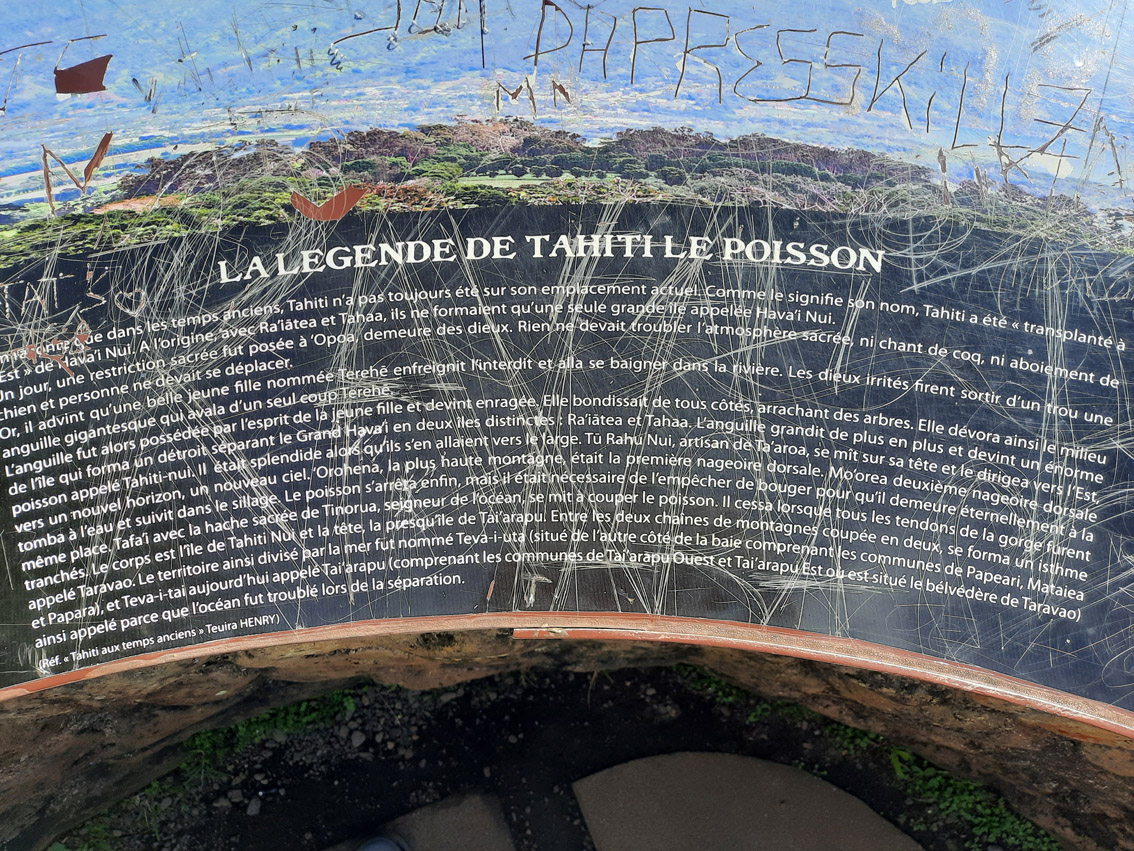 PAPRESSK'ILEZ
LA LEGENDE DE TAHITI LE POISSON
dans les temps anciens, Tahiti n'a pas toujours été sur son emplacement actuel. Comme le signifie son nom, Tahiti a été « transplanté à
Est » de Hava'i Nui. A l'origine, avec Ra'iātea et Tahaa, ils ne formaient qu'une seule grande île appelée Hava'i Nui.
Un jour, une restriction sacrée fut posée à 'Opoa, demeure des dieux. Rien ne devait troubler l'atmosphère sacrée, ni chant de coq, ni aboiement de
chien et personne ne devait se déplacer.
Or, il advint qu'une belle jeune fille nommée Terehē enfreignit l'interdit et alla se baigner dans la rivière. Les dieux irrités firent sortir d'un trou une
anguille gigantesque qui avala d'un seul coup Terehē.
L'anguille fut alors possédée par l'esprit de la jeune fille et devint enragée. Elle bondissait de tous côtés, arrachant des arbres. Elle dévora ainsi le milieu
de l'île qui forma un détroit séparant le Grand Hava'i en deux îles distinctes : Ra'iātea et Tahaa. L'anguille grandit de plus en plus et devint un énorme
poisson appelé Tahiti-nui. Il était splendide alors qu'ils s'en allaient vers le large. Tū Rahu Nui, artisan de Ta'aroa, se mît sur sa tête et le dirigea vers l'Est,
vers un nouvel horizon, un nouveau ciel. Orohena, la plus haute montagne, était la première nageoire dorsale. Mo'orea deuxième nageoire dorsale
tomba à l'eau et suivit dans le sillage. Le poisson s'arrêta enfin, mais il était nécessaire de l'empêcher de bouger pour qu'il demeure éternellement à la
même place. Tafa'i avec la hache sacrée de Tinorua, seigneur de l'océan, se mit à couper le poisson. Il cessa lorsque tous les tendons de la gorge furent
tranchés. Le corps est l'île de Tahiti Nui et la tête, la presqu'île de Tai'arapu. Entre les deux chaînes de montagnes coupée en deux, se forma un isthme
appelé Taravao. Le territoire ainsi divisé par la mer fut nommé Teva-i-uta (situé de l'autre côté de la baie comprenant les communes de Papeari, Mataiea
et Papara), et Teva-i-tai aujourd'hui appelé Tai'arapu (comprenant les communes de Tai'arapu Ouest et Tai'arapu Est où est situé le belvédère de Taravao)
ainsi appelé parce que l'océan fut troublé lors de la séparation.
(Réf. « Tahiti aux temps anciens » Teuira HENRY)